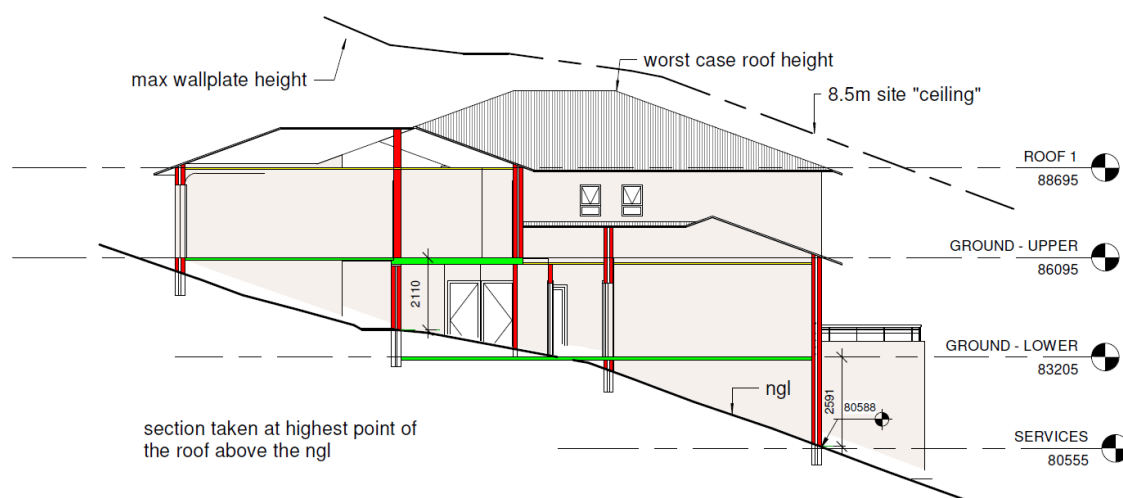 max wallplate height
worst case roof height
8.5m site "ceiling"
ROOF 1
88695
GROUND - UPPER
86095
2110
GROUND - LOWER
83205
ngl
2591
80588
section taken at highest point of
the roof above the ngl
SERVICES
80555